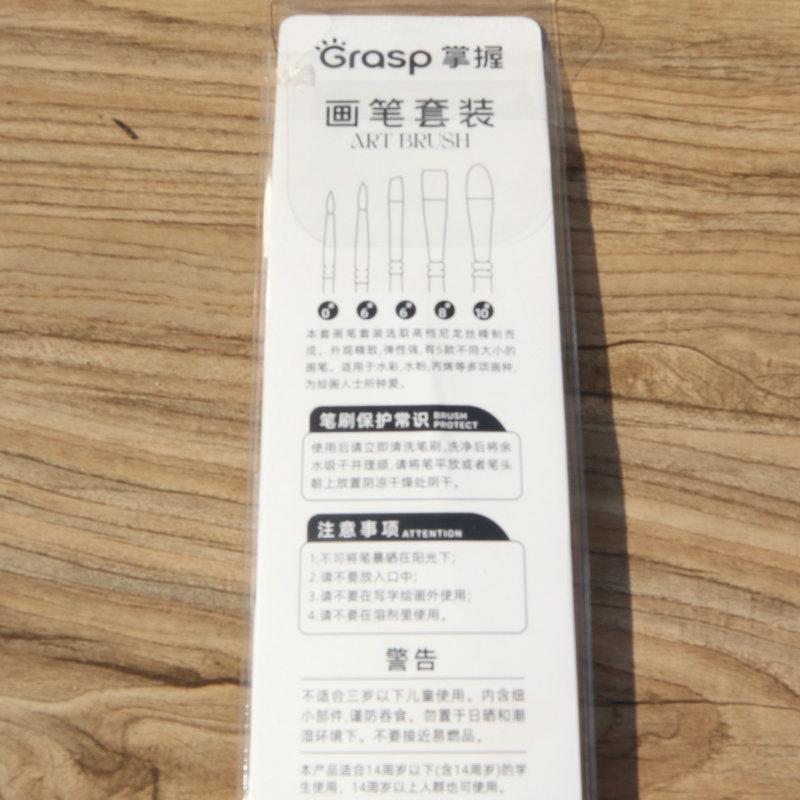 Grasp 掌握
画笔套装
ART BRUSH
0# 6# 6# 8# 10#
本套画笔套装选取高档尼龙丝精制而
成。外观精致,弹性强,有5款不同大小的
画笔。适用于水彩,水粉,丙烯等多项画种,
为绘画人士所钟爱。
笔刷保护常识 BRUSH PROTECT
使用后请立即清洗笔刷,洗净后将余
水吸干并理顺,请将笔平放或者笔头
朝上放置阴凉干燥处阴干。
注意事项 ATTENTION
1.不可将笔暴晒在阳光下;
2.请不要放入口中;
3.请不要在写字绘画外使用;
4.请不要在溶剂里使用。
警告
不适合三岁以下儿童使用。内含细
小部件,谨防吞食。勿置于日晒和潮
湿环境下。不要接近易燃品。
本产品适合14周岁以下(含14周岁)的学
生使用，14周岁以上人群也可使用。